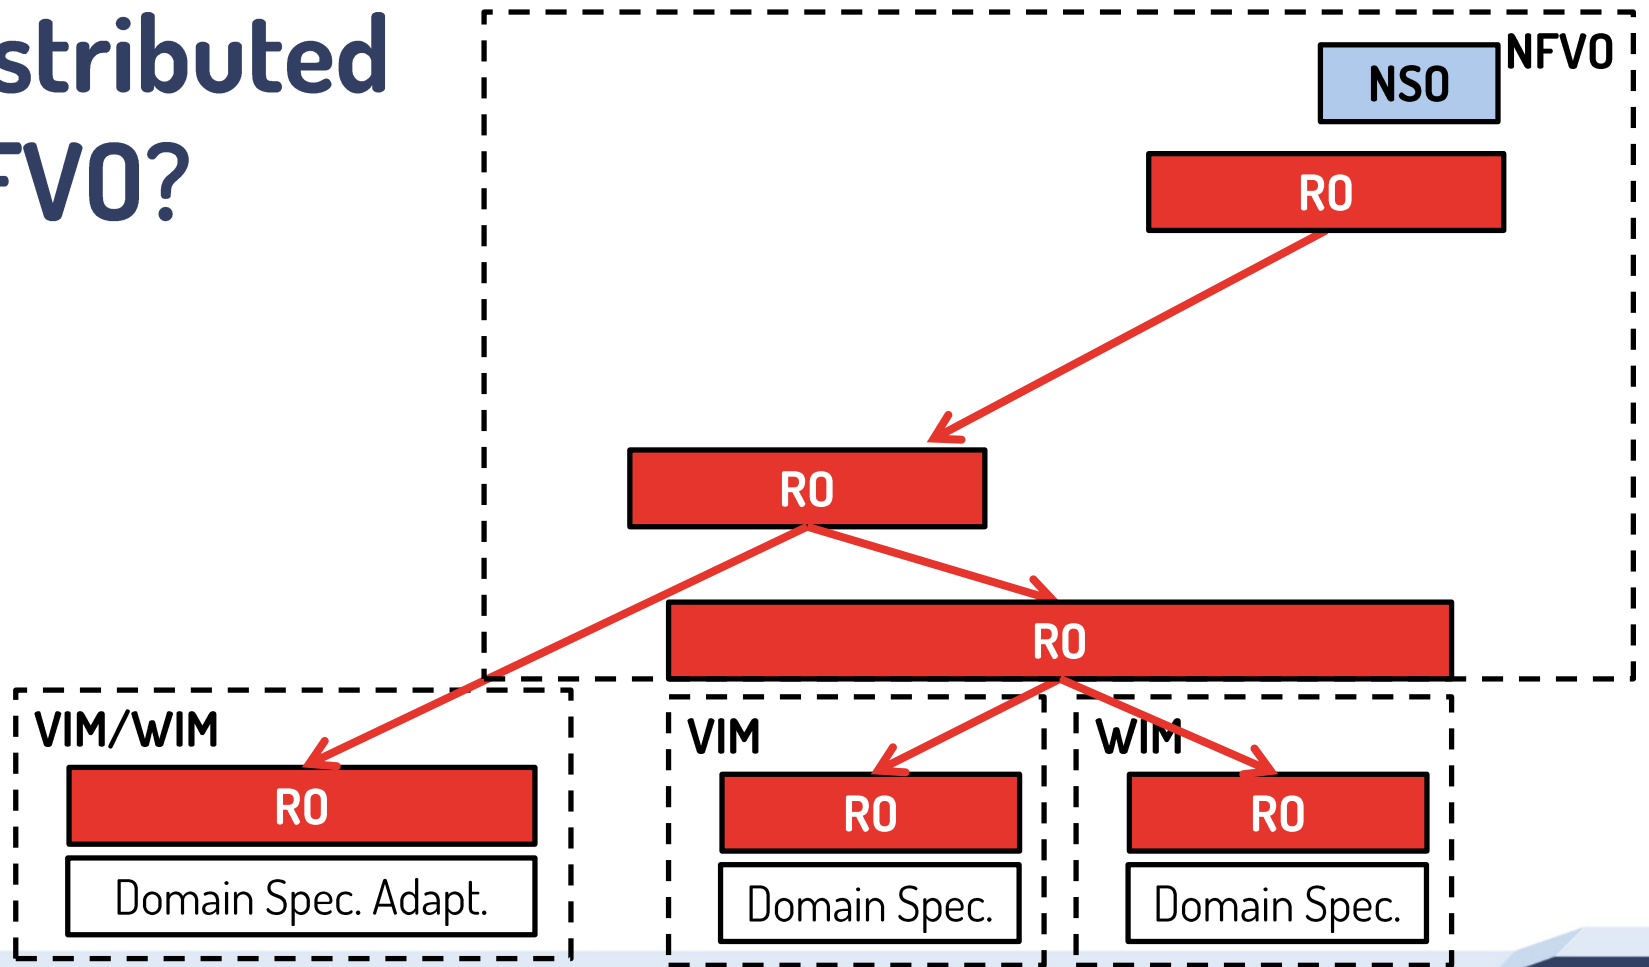 stributed
FVO?
NFVO
NSO
RO
RO
RO
VIM/WIM
VIM
WIM
RO
RO
RO
Domain Spec. Adapt.
Domain Spec.
Domain Spec.